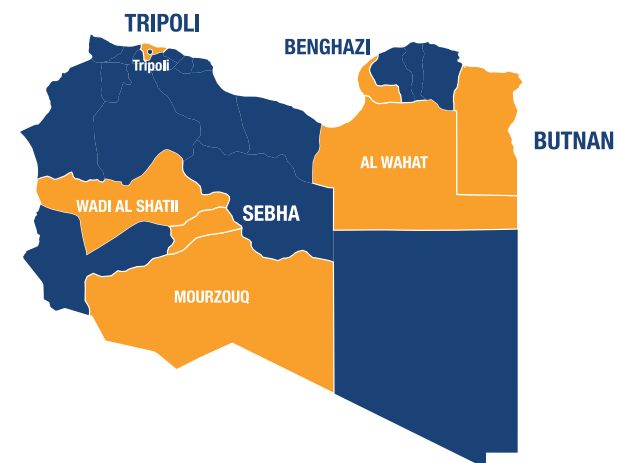 TRIPOLI
BENGHAZI
Tripoli
BUTNAN
AL WAHAT
WADI AL SHATII
SEBHA
MOURZOUQ